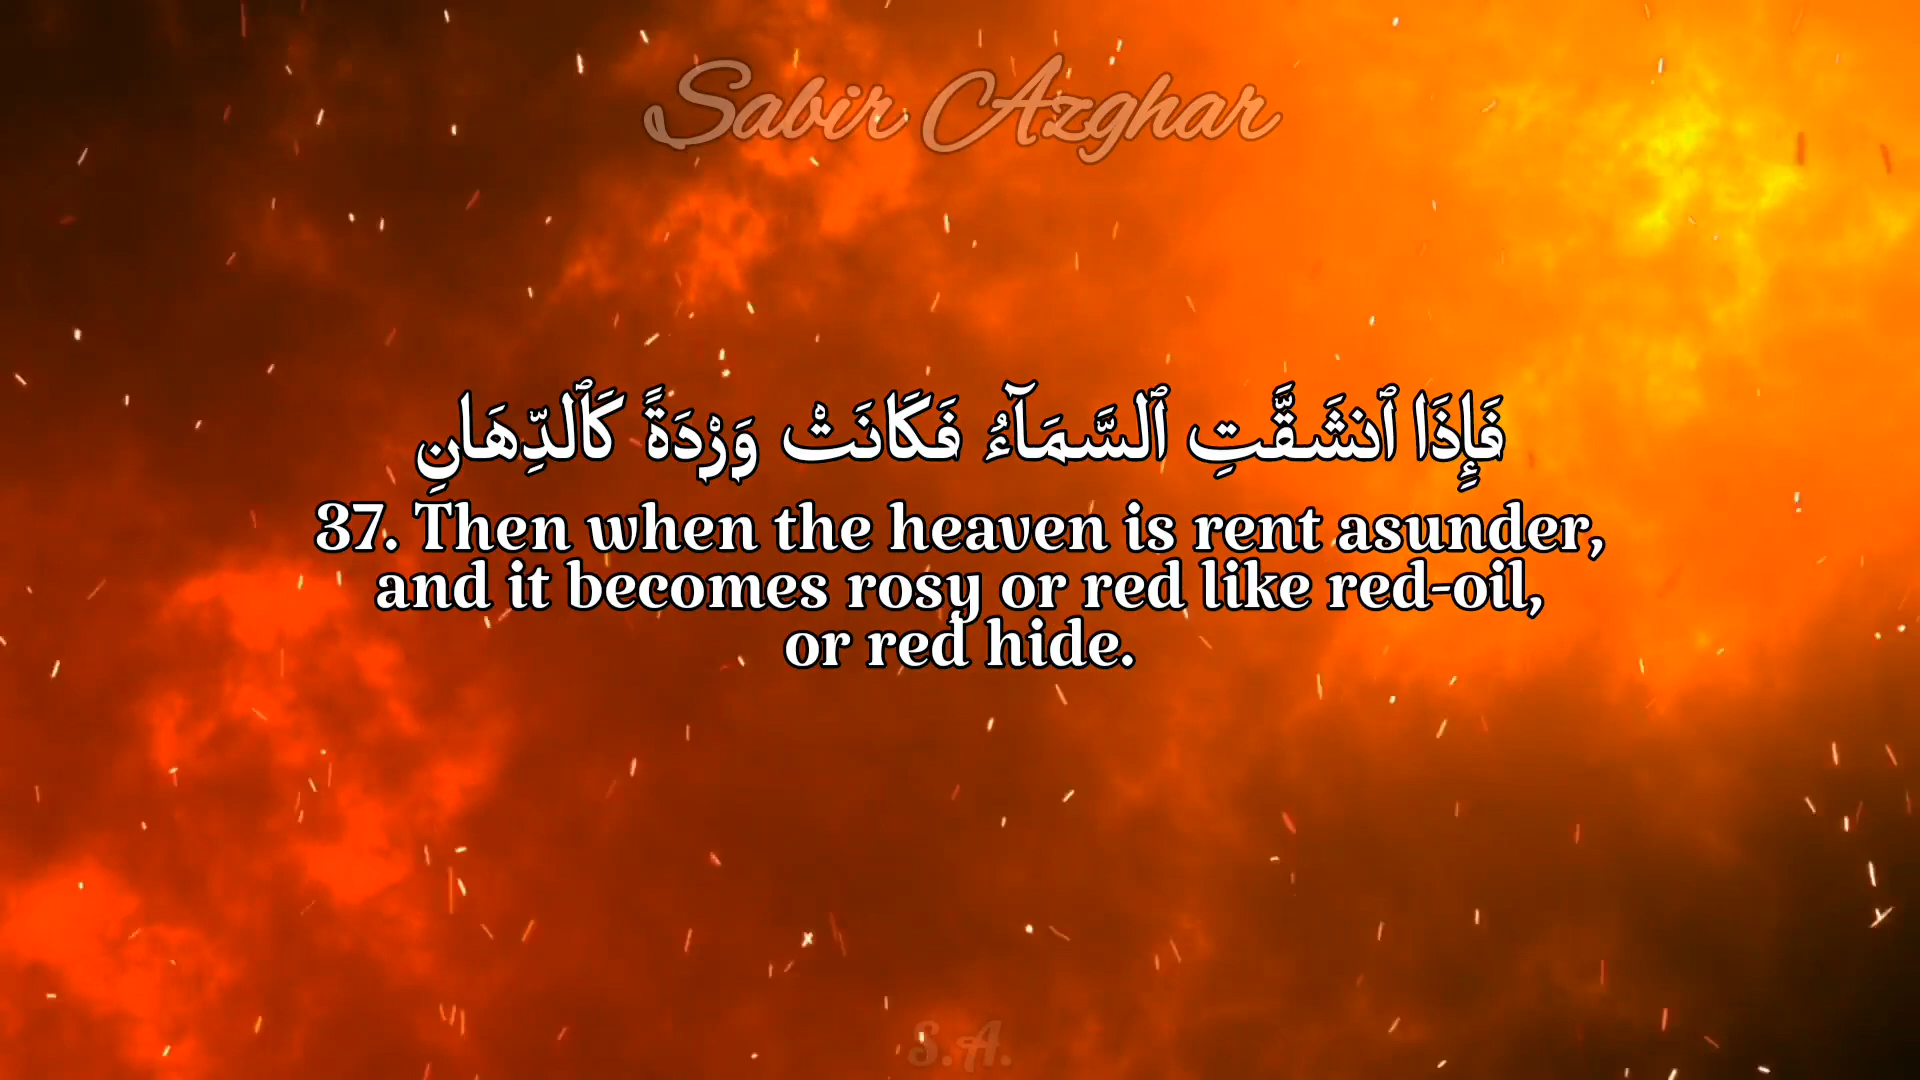 Sabir Azghar
فَإِذَا ٱنشَقَّتِ ٱلسَّمَآءُ فَكَانَتْ وَرْدَةً كَٱلدِّهَانِ
37. Then when the heaven is rent asunder,
and it becomes rosy or red like red-oil,
or red hide.
S.A.